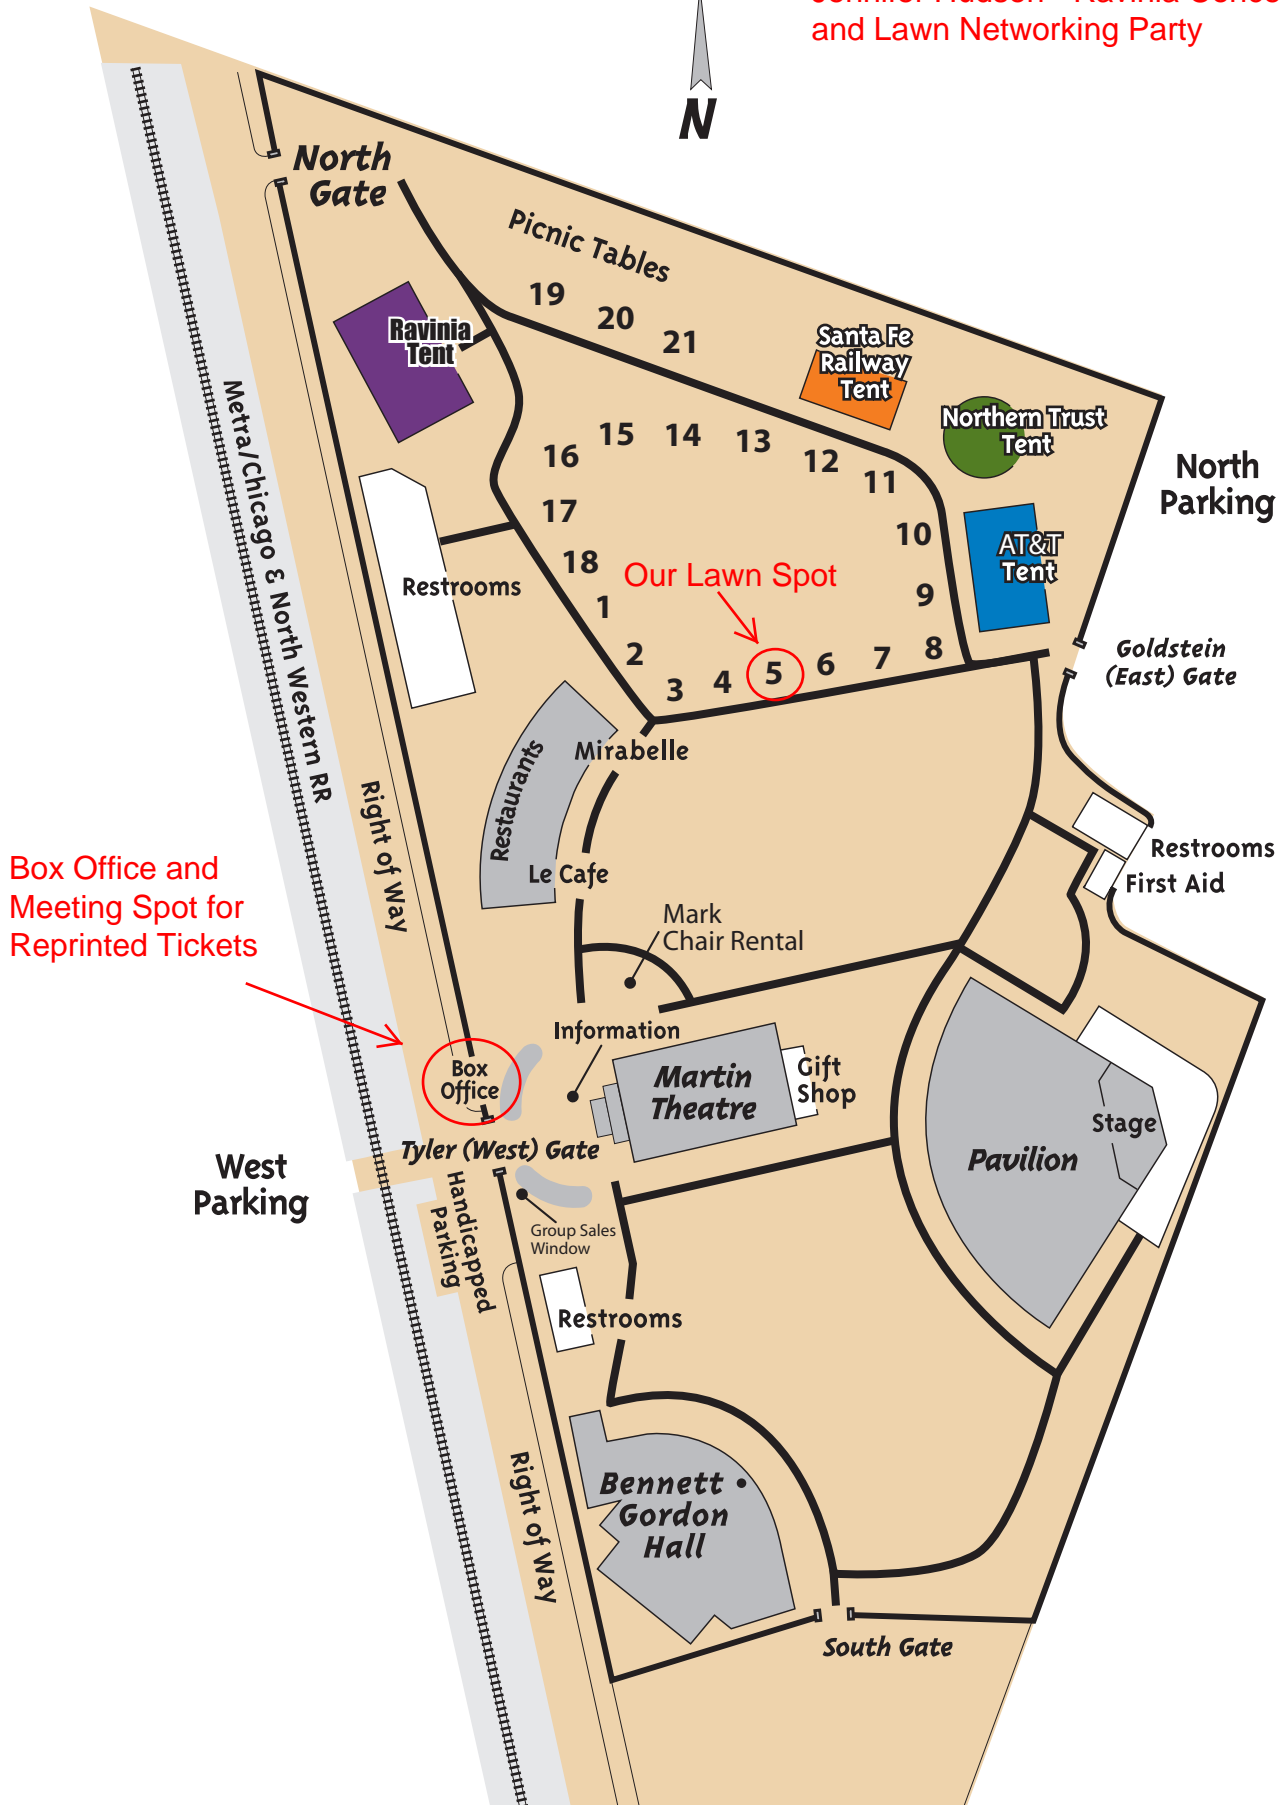 and Lawn Networking Party
N
North
Gate
Picnic Tables
19
20
21
Ravinia
Tent
Santa Fe
Railway
Tent
Northern Trust
Tent
North
Parking
16
15
14
13
12
11
17
10
AT&T
Tent
18
Our Lawn Spot
Restrooms
1
9
2
3
4
5
6
7
8
Goldstein
(East) Gate
Metra/Chicago & North Western RR
Mirabelle
Restaurants
Le Cafe
Right of Way
Restrooms
First Aid
Box Office and
Meeting Spot for
Reprinted Tickets
Mark
Chair Rental
Information
Box
Office
Martin
Theatre
Gift
Shop
Stage
Pavilion
Tyler (West) Gate
West
Parking
Handicapped
Parking
Group Sales
Window
Restrooms
Right of Way
Bennett
Gordon
Hall
South Gate